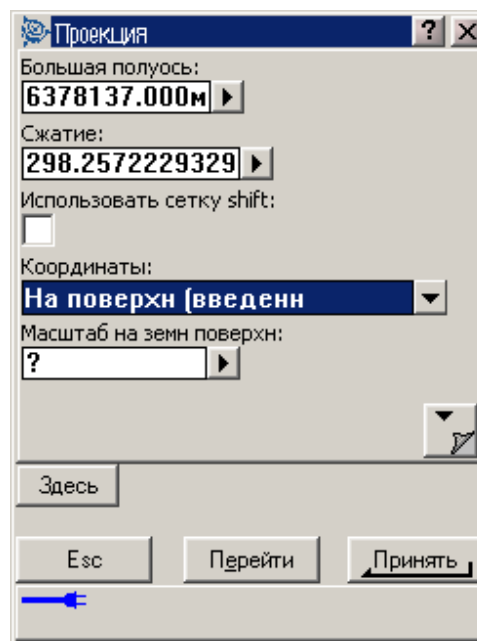 Проекция
?
Большая полуось:
6378137.000м
Сжатие:
298.2572229329
Использовать сетку shift:
Координаты:
На поверхн (введенн
Масштаб на земн поверхн:
?
Здесь
Esc Перейти Принять